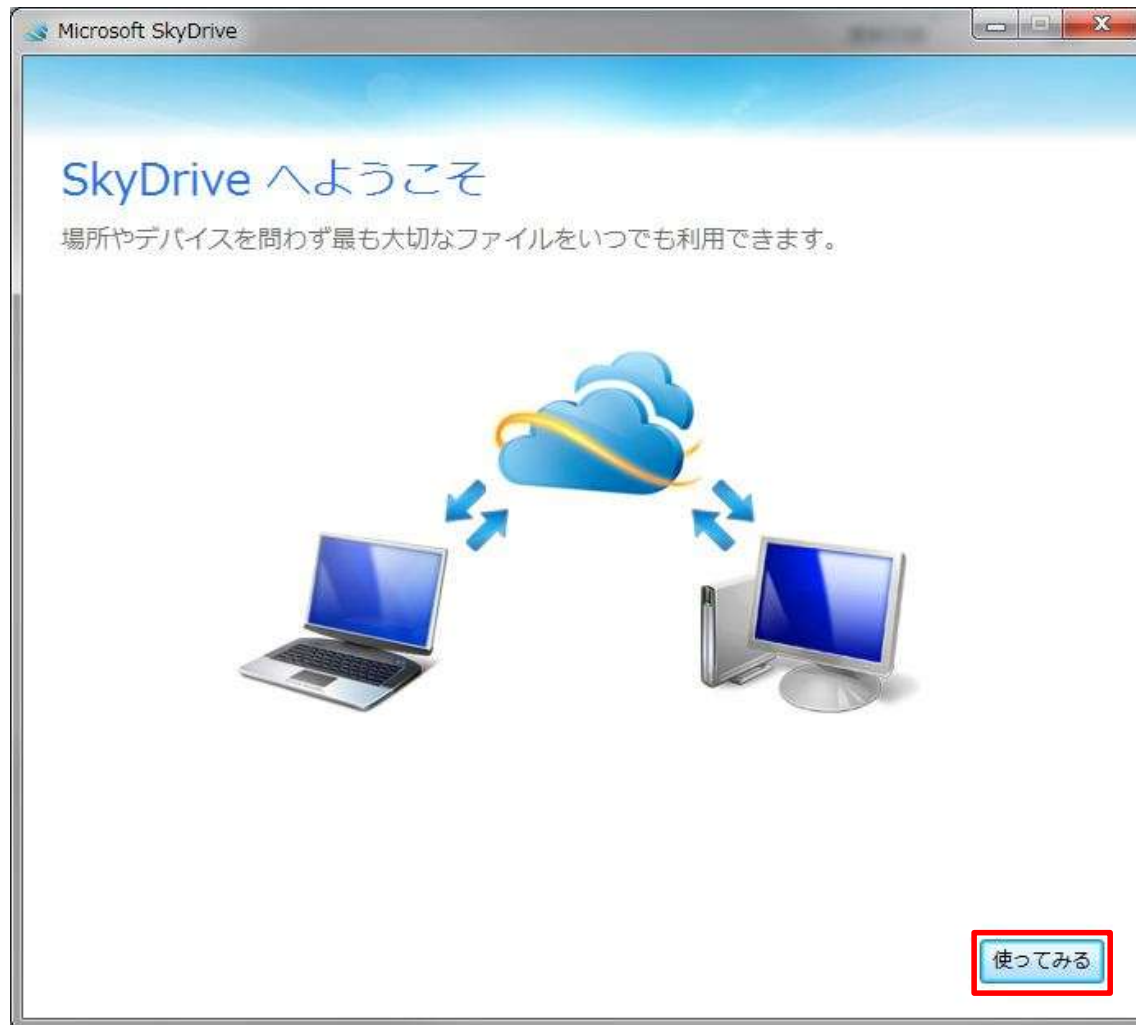 Microsoft SkyDrive
SkyDrive へようこそ
場所やデバイスを問わず最も大切なファイルをいつでも利用できます。
使ってみる